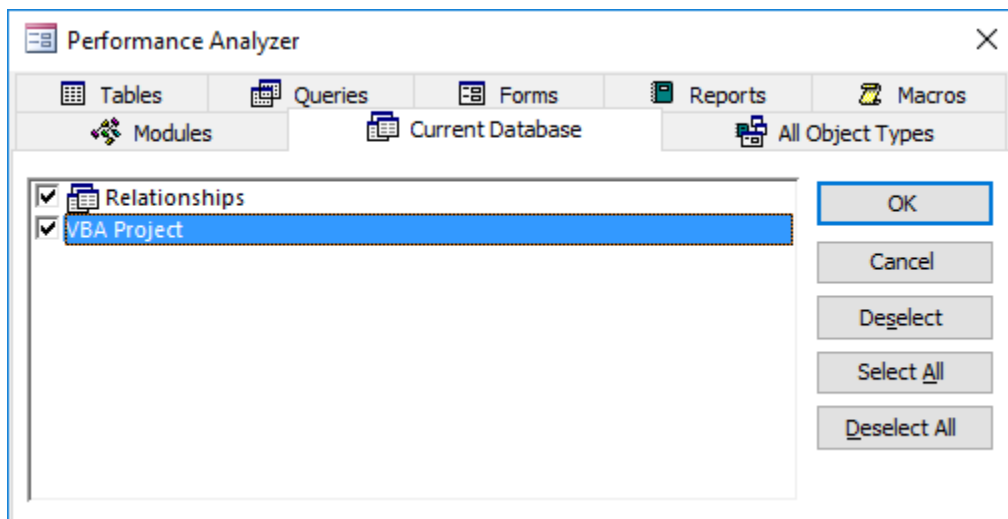 Performance Analyzer
Tables Queries Forms Reports Macros
Modules Current Database All Object Types
Relationships
VBA Project
OK
Cancel
Deselect
Select All
Deselect All